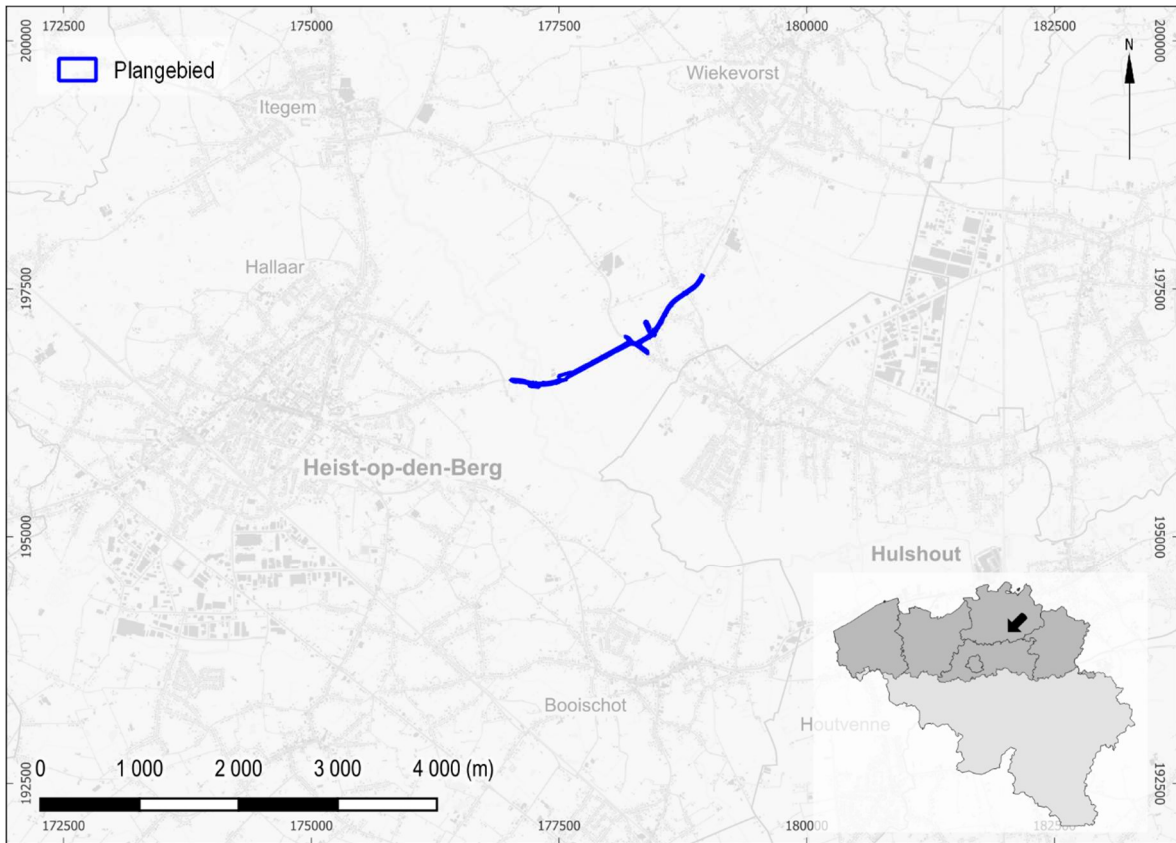 172500 175000 177500 180000 182500
200000 200000
Plangebied
N
Wiekevorst
Itegem
Hallaar
197500 197500
Heist-op-den-Berg
195000 195000
Hulshout
Booischot
Houtvenne
0 1 000 2 000 3 000 4 000 (m)
192500 192500
172500 175000 177500 180000 182500